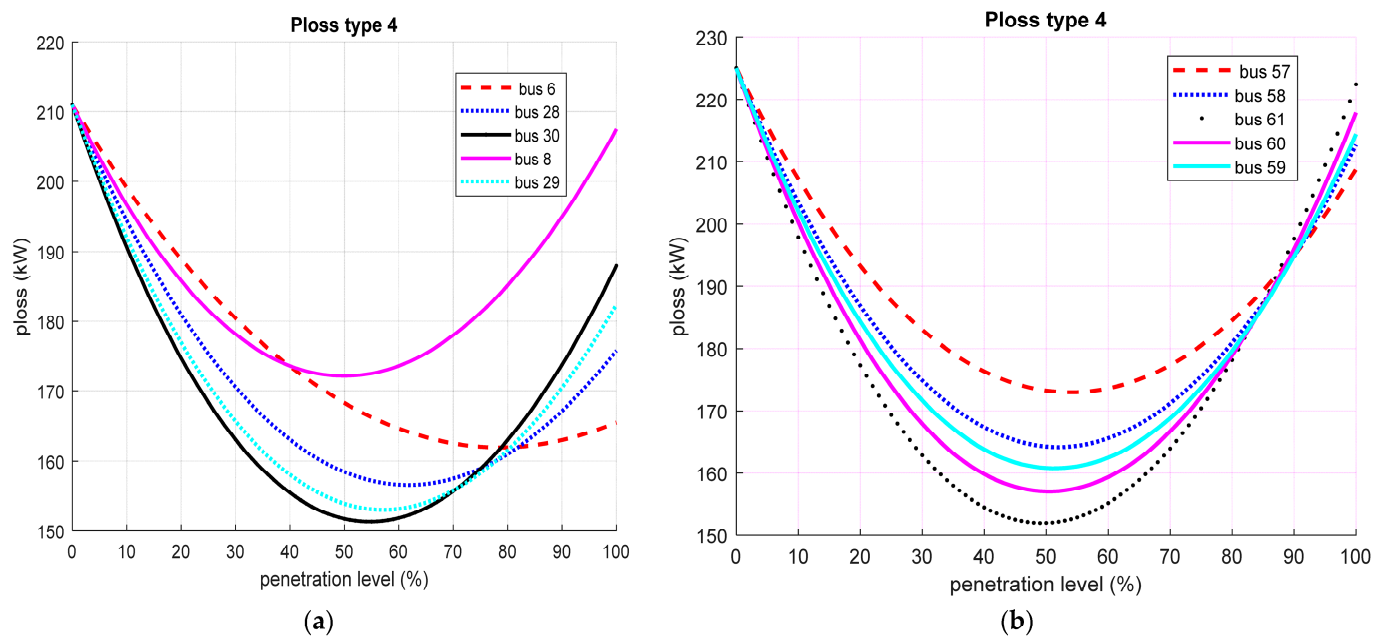 Ploss type 4
220
210
200
190
180
170
160
150
ploss (kW)
0 10 20 30 40 50 60 70 80 90 100
penetration level (%)
bus 6
bus 28
bus 30
bus 8
bus 29
(a)
Ploss type 4
230
220
210
200
190
180
170
160
150
ploss (kW)
0 10 20 30 40 50 60 70 80 90 100
penetration level (%)
bus 57
bus 58
bus 61
bus 60
bus 59
(b)